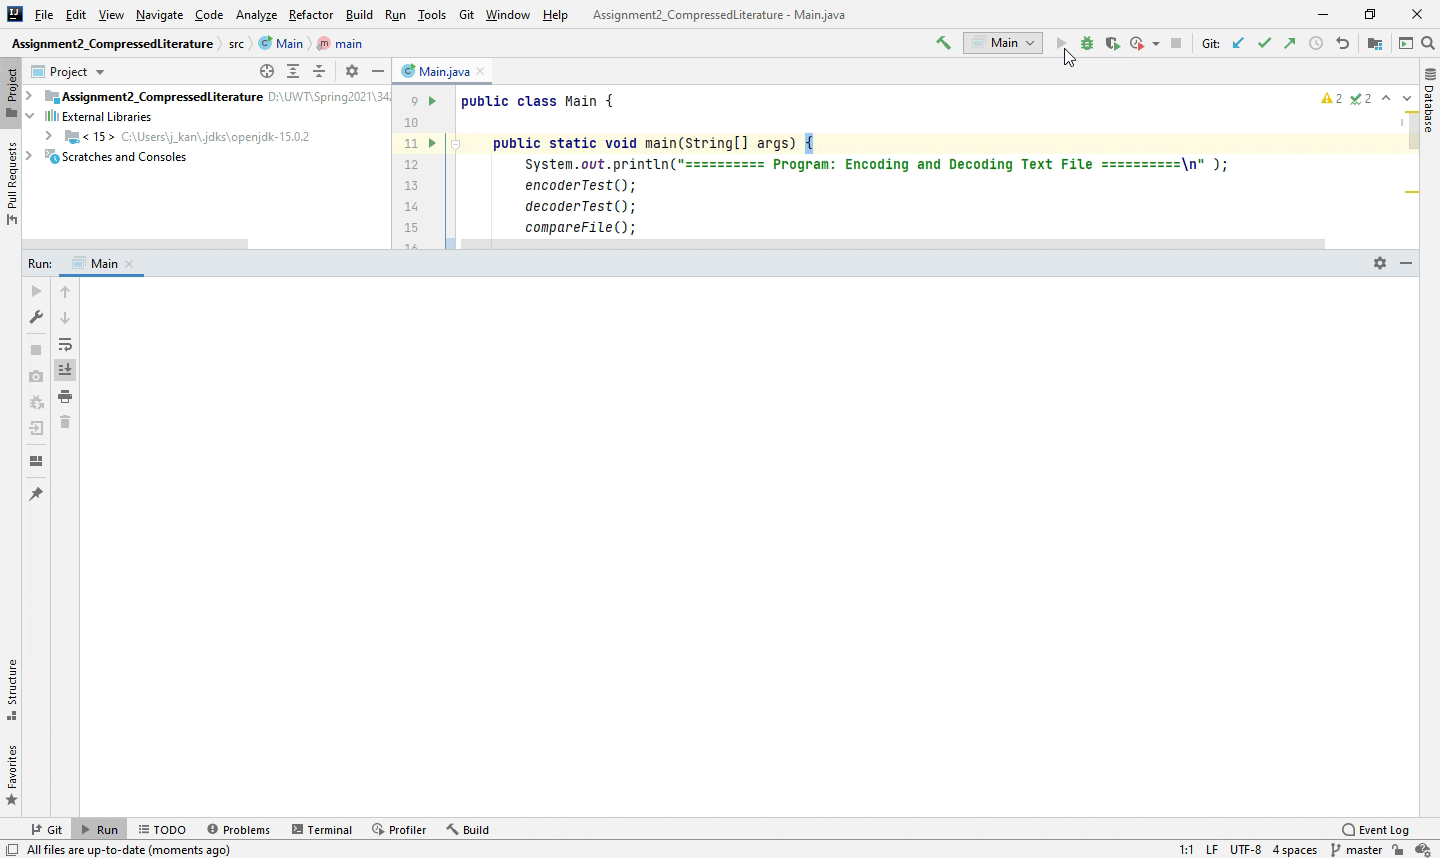 File Edit View Navigate Code Analyze Refactor Build Run Tools Git Window Help Assignment2_CompressedLiterature - Main.java
Assignment2_CompressedLiterature src Main main Main Git:
Project
Project
Main.java
Assignment2_CompressedLiterature D:\UWT\Spring2021\342
External Libraries
< 15 > C:\Users\j_kan\.jdks\openjdk-15.0.2
Scratches and Consoles
Pull Requests
Structure
Favorites
Database
2 2
9 public class Main {
10
11 public static void main(String[] args) {
12 System.out.println("========== Program: Encoding and Decoding Text File ==========\n" );
13 encoderTest();
14 decoderTest();
15 compareFile();
16
Run: Main
Git Run TODO Problems Terminal Profiler Build Event Log
All files are up-to-date (moments ago) 1:1 LF UTF-8 4 spaces master